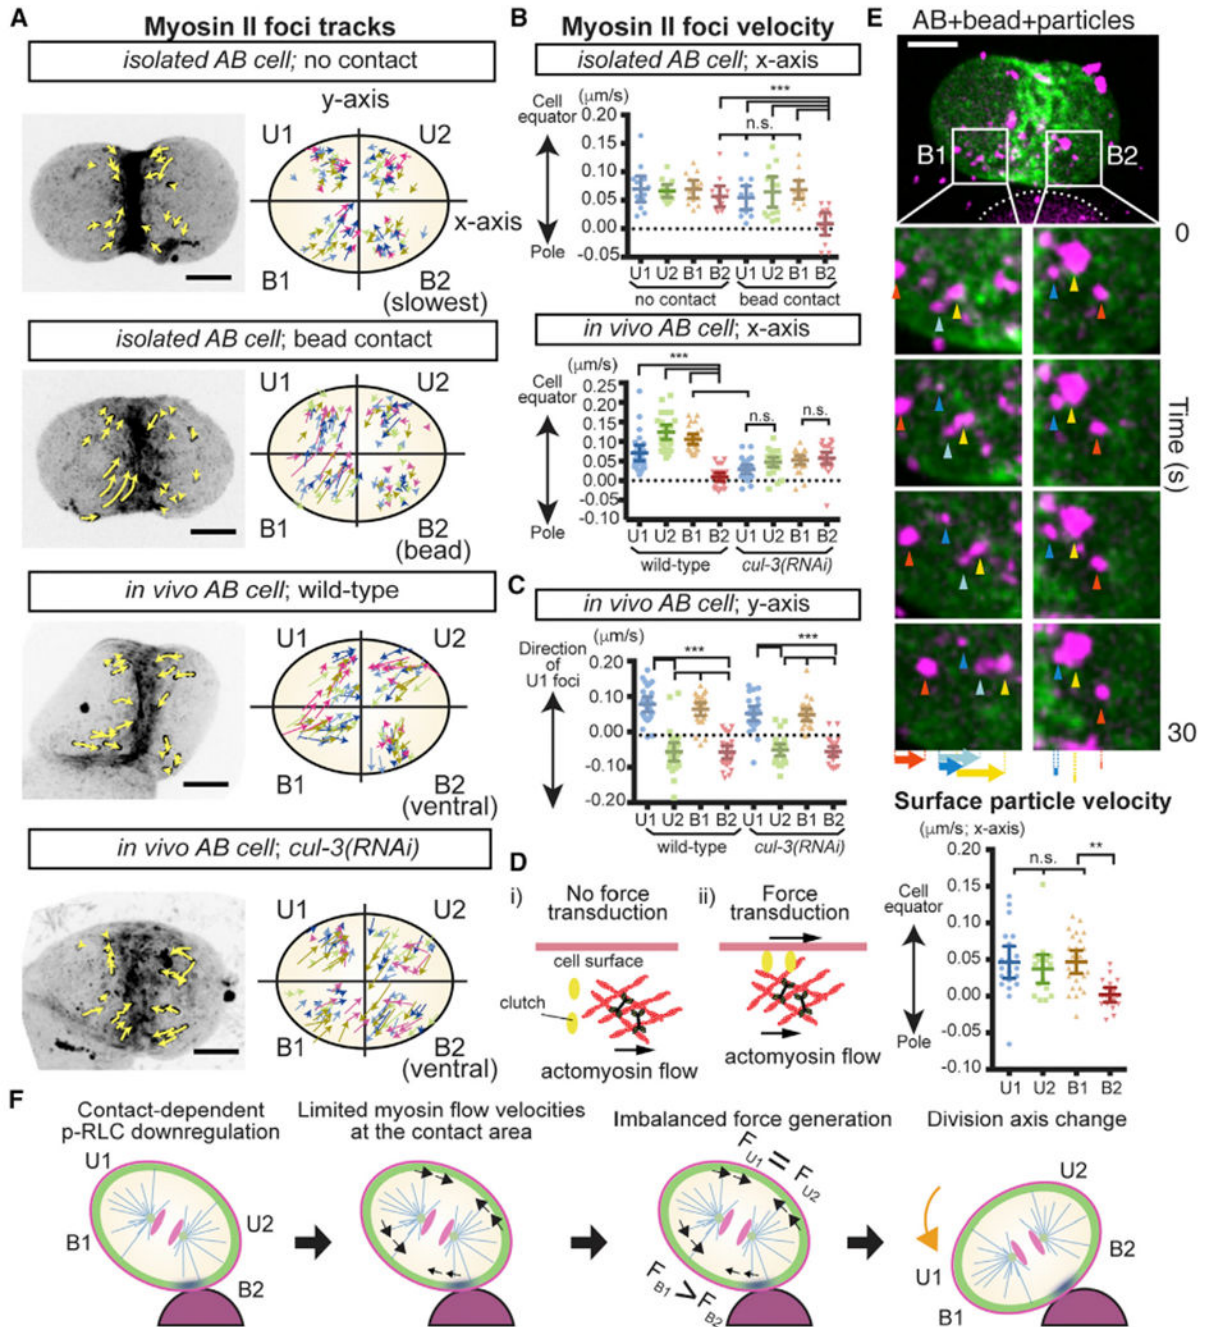 A
Myosin II foci tracks
isolated AB cell; no contact
y-axis
U1
U2
x-axis
B1
B2
(slowest)
isolated AB cell; bead contact
U1
U2
B1
B2
(bead)
in vivo AB cell; wild-type
U1
U2
B1
B2
(ventral)
in vivo AB cell; cul-3(RNAi)
U1
U2
B1
B2
(ventral)
B
Myosin II foci velocity
isolated AB cell; x-axis
(μm/s)
Cell
equator
Pole
0.20
0.15
0.10
0.05
0.00
-0.05
***
n.s.
U1 U2 B1 B2 U1 U2 B1 B2
no contact bead contact
in vivo AB cell; x-axis
(μm/s)
Cell
equator
Pole
0.25
0.20
0.15
0.10
0.05
0.00
-0.05
-0.10
***
n.s.
n.s.
U1 U2 B1 B2 U1 U2 B1 B2
wild-type cul-3(RNAi)
C
in vivo AB cell; y-axis
(μm/s)
Direction
of
U1 foci
0.20
0.10
0.00
-0.10
-0.20
***
***
U1 U2 B1 B2 U1 U2 B1 B2
wild-type cul-3(RNAi)
D
i)
No force
transduction
cell surface
clutch
actomyosin flow
ii)
Force
transduction
actomyosin flow
E
AB+bead+particles
B1
B2
0
Time (s)
30
Surface particle velocity
(μm/s; x-axis)
Cell
equator
Pole
0.20
0.15
0.10
0.05
0.00
-0.05
-0.10
n.s.
**
U1 U2 B1 B2
F
Contact-dependent
p-RLC downregulation
U1
U2
B1
B2
Limited myosin flow velocities
at the contact area
Imbalanced force generation
FU1 = FU2
FB1 > FB2
Division axis change
U2
B2
U1
B1